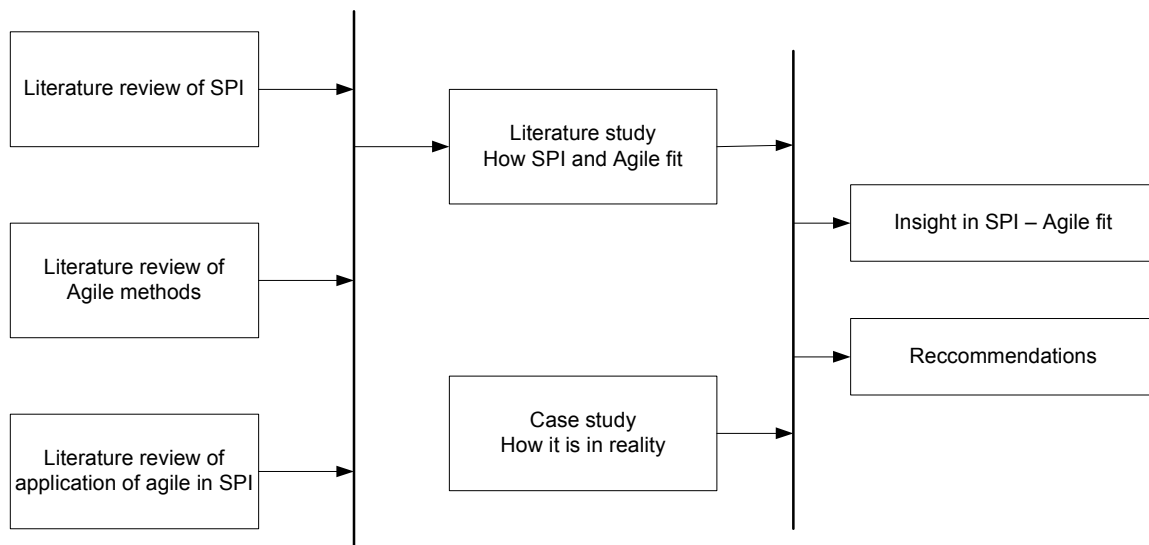 Literature review of SPI
Literature review of
Agile methods
Literature review of
application of agile in SPI
Literature study
How SPI and Agile fit
Case study
How it is in reality
Insight in SPI – Agile fit
Reccommendations